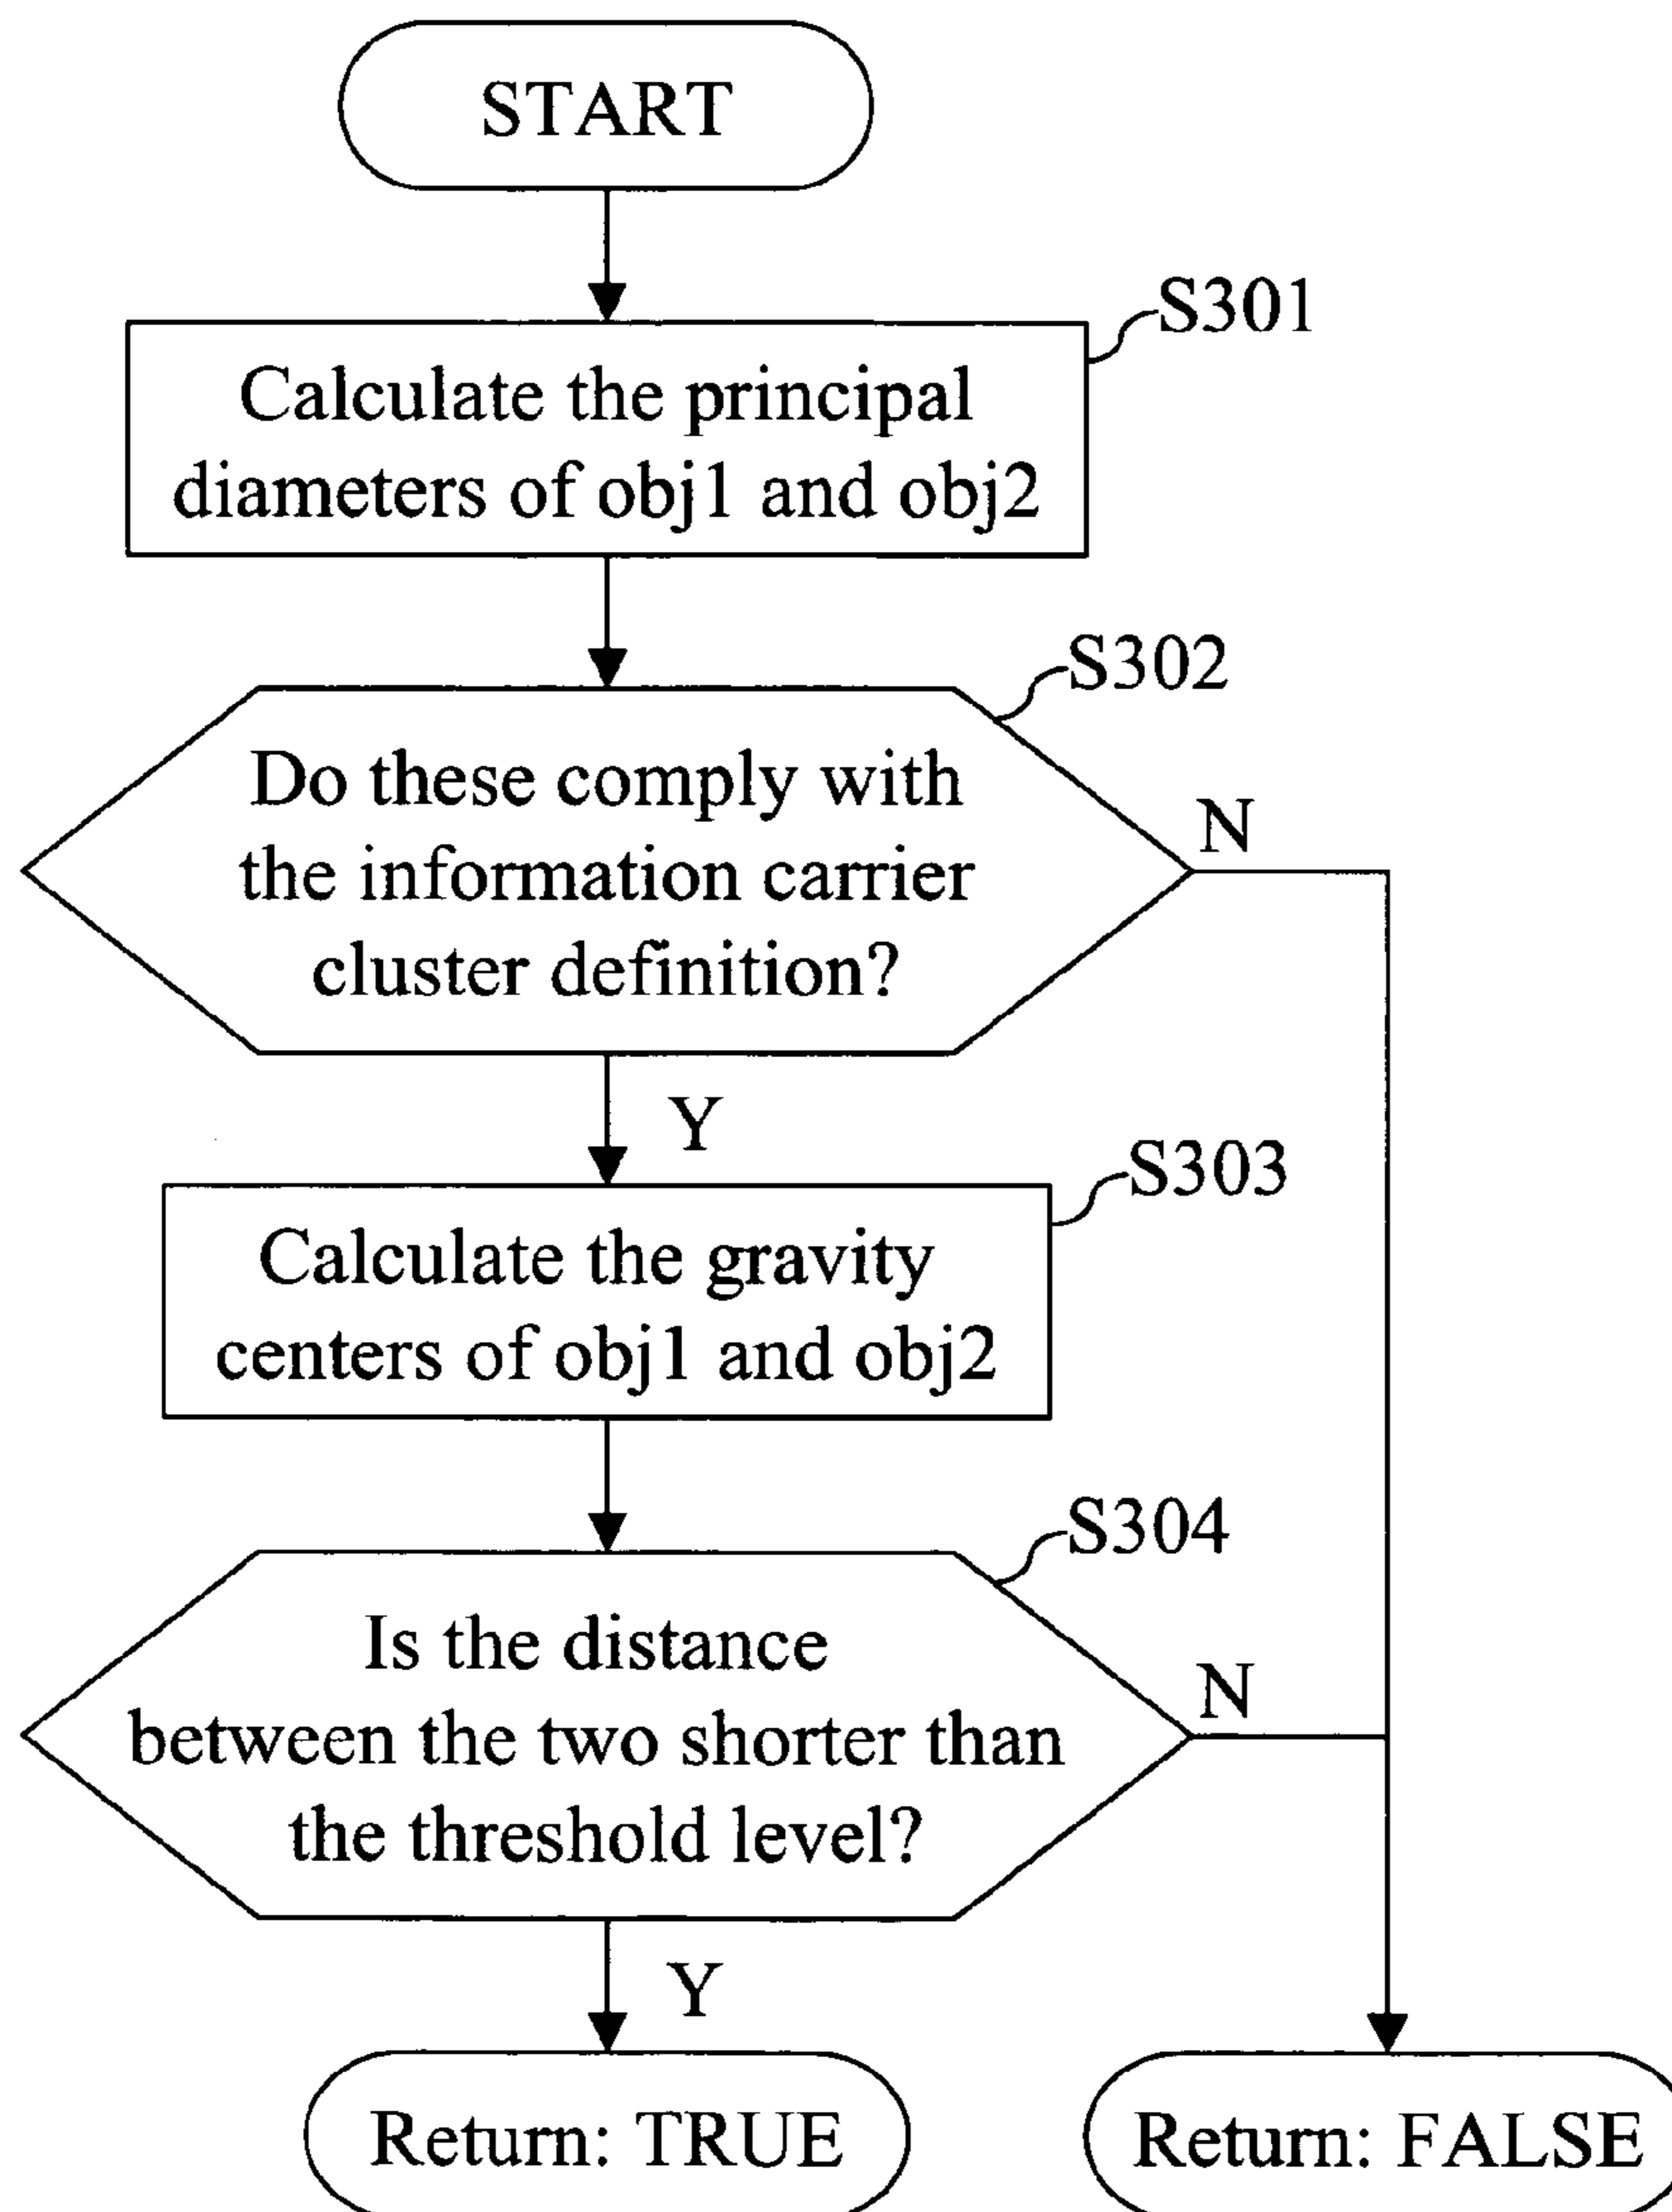 START
S301
Calculate the principal
diameters of obj1 and obj2
S302
Do these comply with
the information carrier
cluster definition?
N
Y
S303
Calculate the gravity
centers of obj1 and obj2
S304
Is the distance
between the two shorter than
the threshold level?
N
Y
Return: TRUE
Return: FALSE